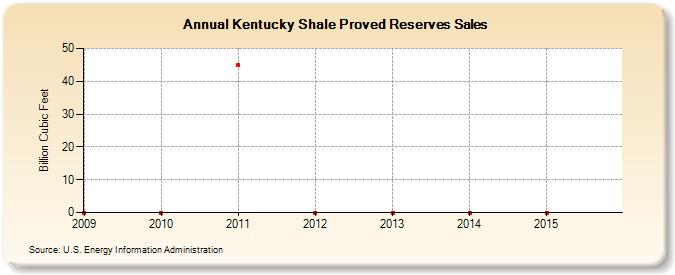 Annual Kentucky Shale Proved Reserves Sales
Billion Cubic Feet
50
40
30
20
10
0
2009 2010 2011 2012 2013 2014 2015
Source: U.S. Energy Information Administration